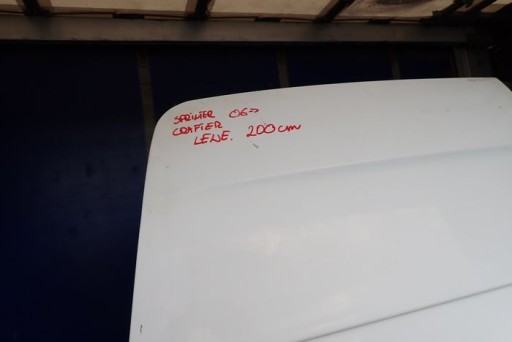 SPRINTER 06->
CRAFTER
LEWE. 200cm